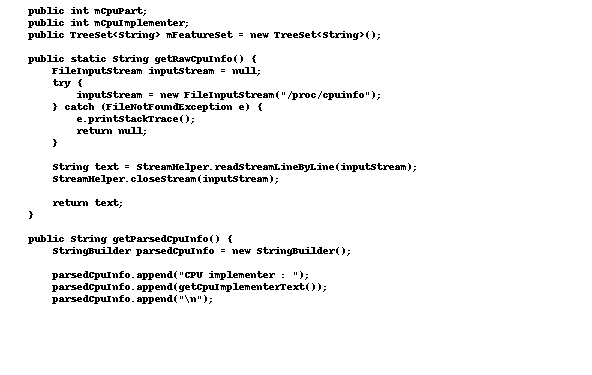 public int mCpuPart;
public int mCpuImplementer;
public TreeSet<String> mFeatureSet = new TreeSet<String>();
public static String getRawCpuInfo() {
FileInputStream inputStream = null;
try {
inputStream = new FileInputStream("/proc/cpuinfo");
} catch (FileNotFoundException e) {
e.printStackTrace();
return null;
}
String text = StreamHelper.readStreamLineByLine(inputStream);
StreamHelper.closeStream(inputStream);
return text;
}
public String getParsedCpuInfo() {
StringBuilder parsedCpuInfo = new StringBuilder();
parsedCpuInfo.append("CPU implementer : ");
parsedCpuInfo.append(getCpuImplementerText());
parsedCpuInfo.append("\n");